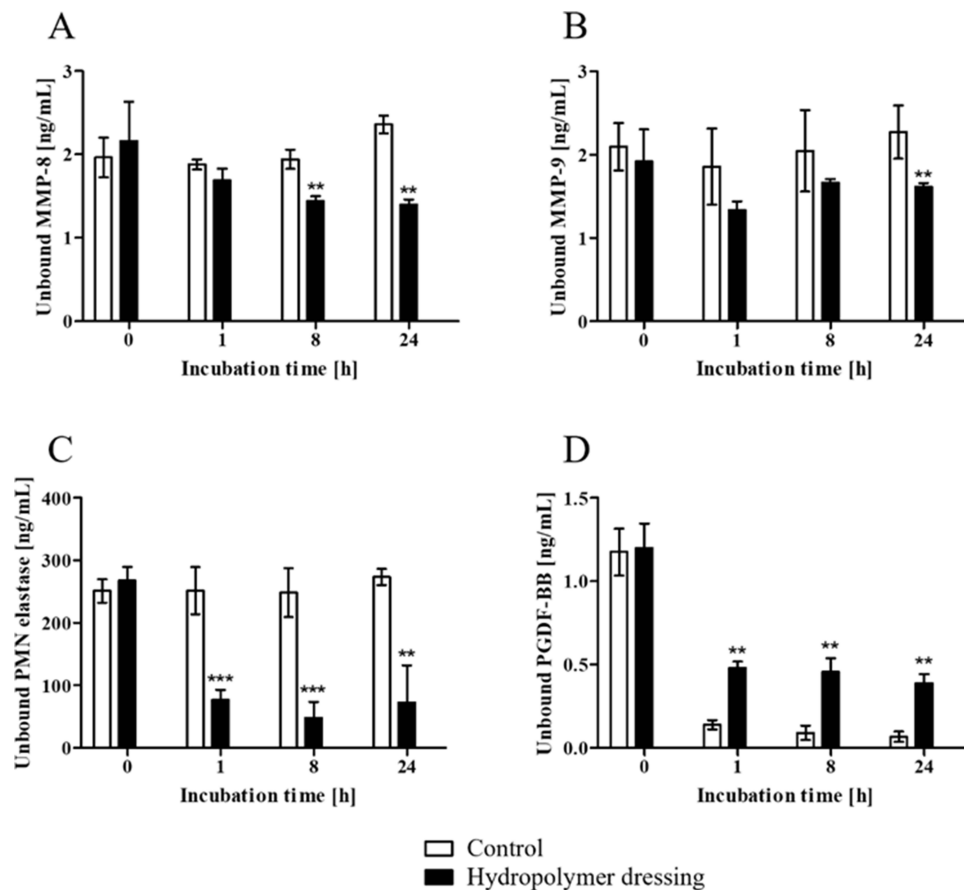 A
Unbound MMP-8 [ng/mL]
3
2
1
0
**
**
0 1 8 24
Incubation time [h]
B
Unbound MMP-9 [ng/mL]
3
2
1
0
**
0 1 8 24
Incubation time [h]
C
Unbound PMN elastase [ng/mL]
400
300
200
100
0
***
***
**
0 1 8 24
Incubation time [h]
D
Unbound PGDF-BB [ng/mL]
1.5
1.0
0.5
0.0
**
**
**
0 1 8 24
Incubation time [h]
Control
Hydropolymer dressing